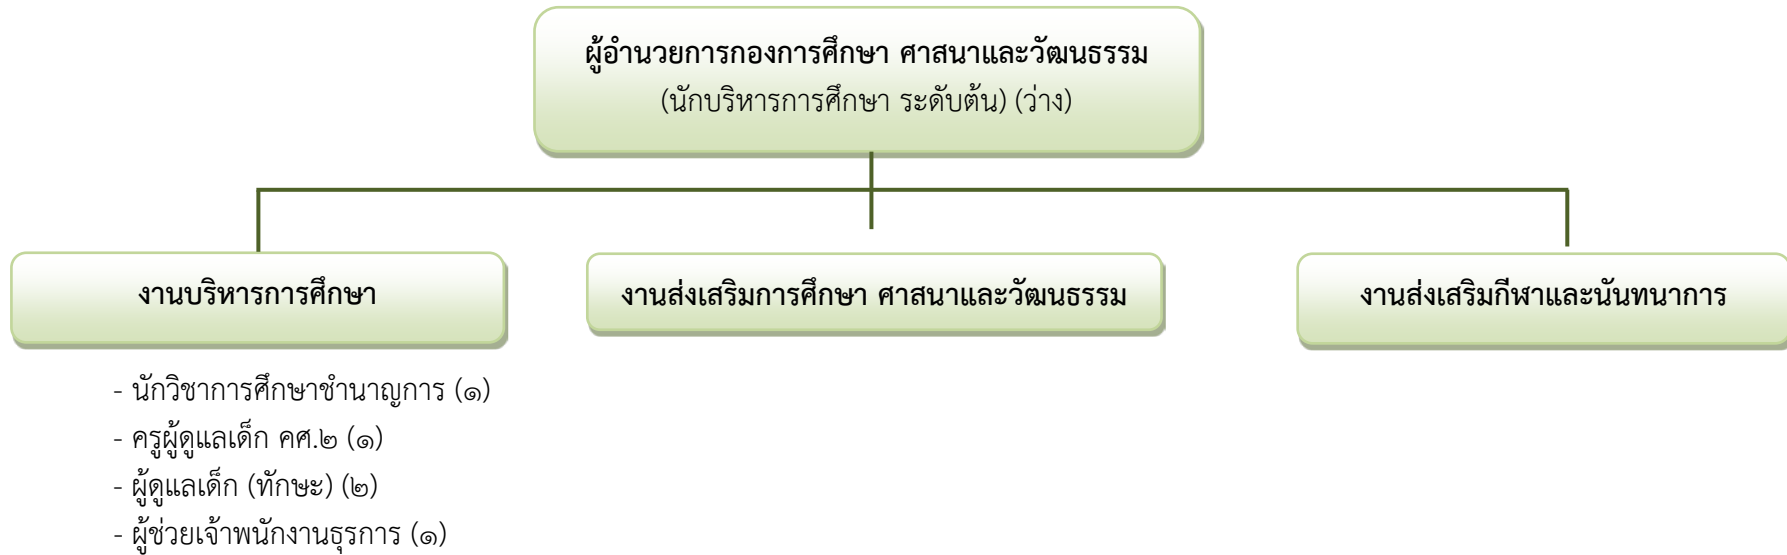 ผู้อำนวยการกองการศึกษา ศาสนาและวัฒนธรรม
(นักบริหารการศึกษา ระดับต้น) (ว่าง)
งานบริหารการศึกษา
งานส่งเสริมการศึกษา ศาสนาและวัฒนธรรม
งานส่งเสริมกีฬาและนันทนาการ
- นักวิชาการศึกษาชำนาญการ (๑)
- ครูผู้ดูแลเด็ก คศ.๒ (๑)
- ผู้ดูแลเด็ก (ทักษะ) (๒)
- ผู้ช่วยเจ้าพนักงานธุรการ (๑)